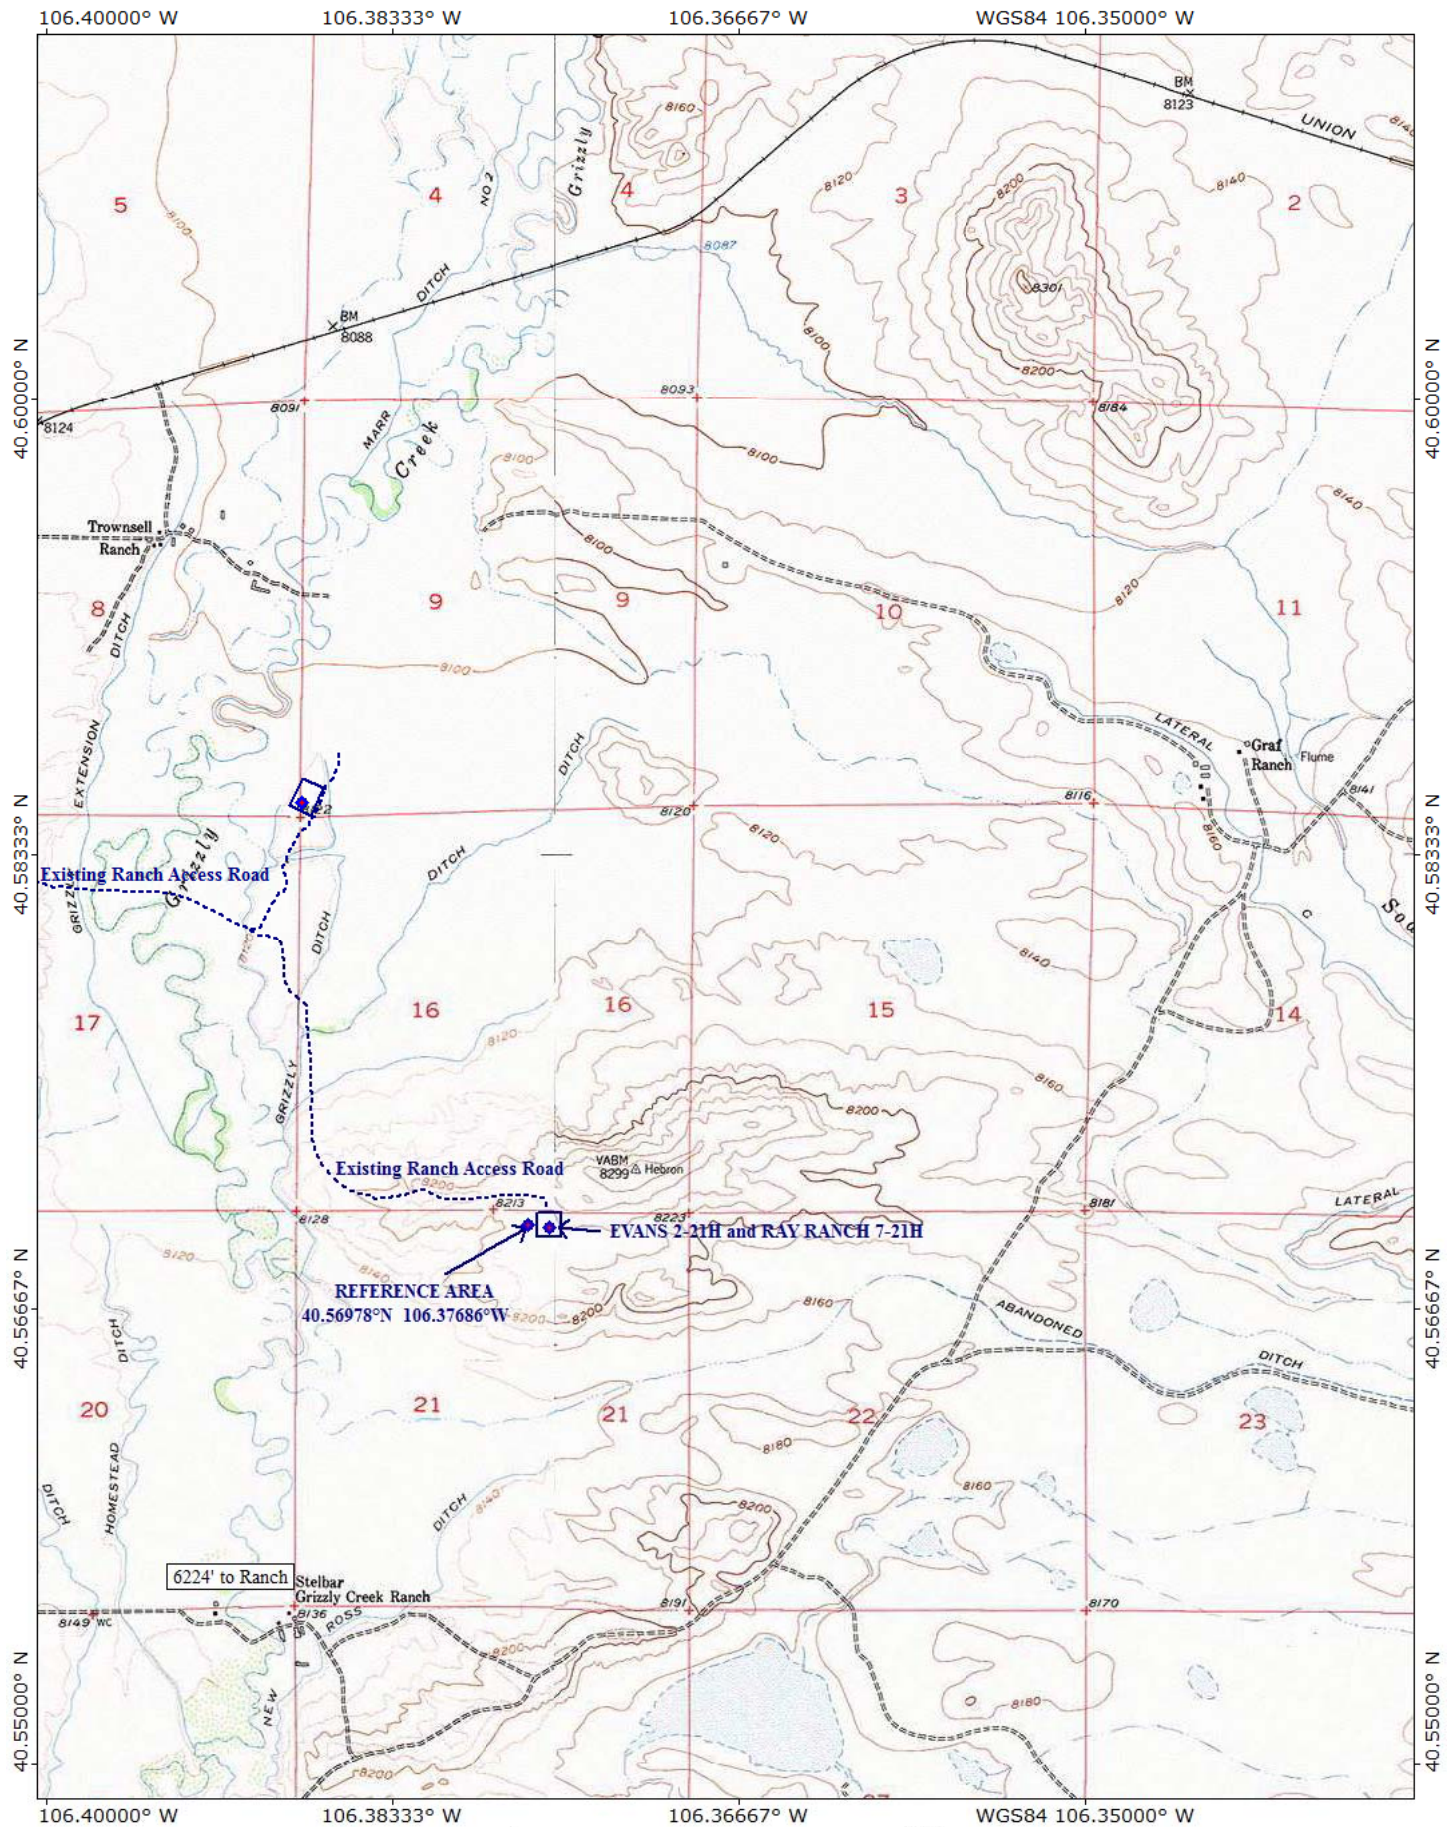 106.40000° W 106.38333° W 106.36667° W WGS84 106.35000° W
BM
8123
UNION
8140
8160
4
8120
3
8200
8140
2
5
4
NO 2
Grizzly
8100
8087
DITCH
8301
BM
8088
8100
8200
40.60000° N
40.60000° N
8093
8091
8184
8124
MARR
Creek
8100
8100
8140
Trownsell
Ranch
8100
8120
8
9
9
10
11
DITCH
8100
EXTENSION
DITCH
LATERAL
Graf
Ranch
Flume
8120
8116
8141
8120
8160
40.58333° N
40.58333° N
Grizzly
DITCH
Existing Ranch Access Road
DITCH
8120
8140
C
17
16
16
15
14
8120
GRIZZLY
8160
8200
VABM
8299 Hebron
Existing Ranch Access Road
8200
8213
8128
8223
8181
LATERAL
EVANS 2-21H and RAY RANCH 7-21H
8120
8140
REFERENCE AREA
40.56978°N 106.37686°W
8200
8200
8160
40.56667° N
40.56667° N
ABANDONED
DITCH
DITCH
20
21
21
22
23
8180
HOMESTEAD
DITCH
DITCH
8140
8200
8160
6224' to Ranch
Stelbar
Grizzly Creek Ranch
8136
ROSS
8149 WC
8191
8170
8200
NEW
8180
8200
40.55000° N
40.55000° N
106.40000° W 106.38333° W 106.36667° W WGS84 106.35000° W